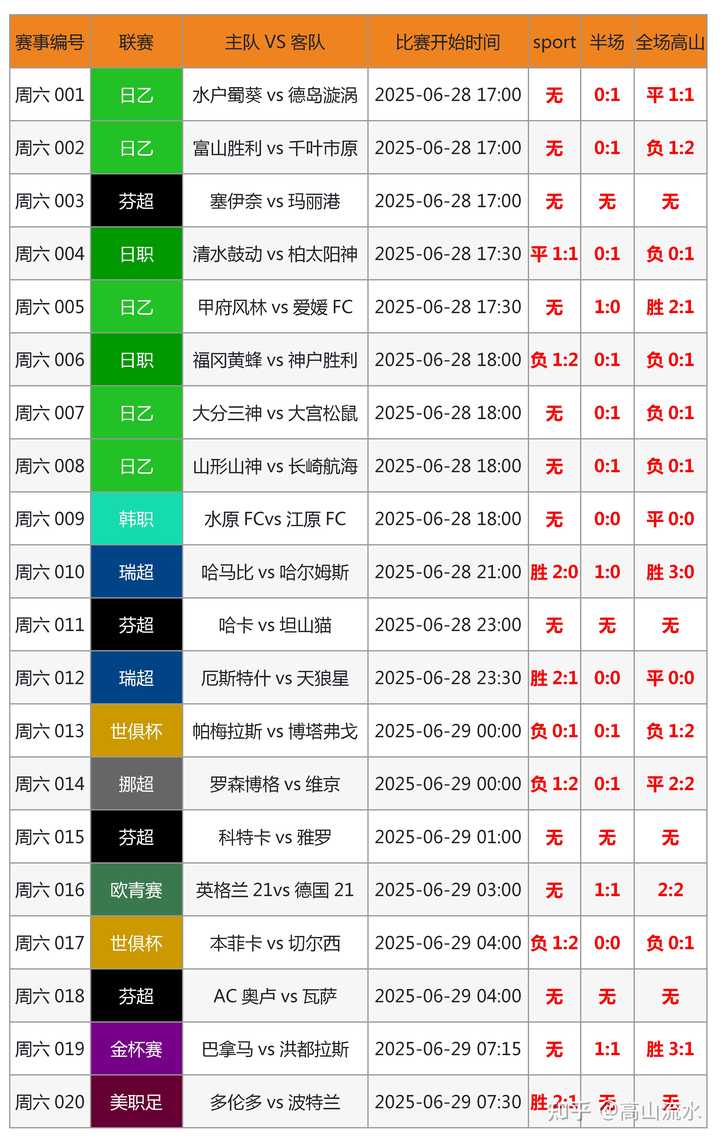 赛事编号 联赛 主队 VS 客队 比赛开始时间 sport 半场 全场高山
周六 001 日乙 水户蜀葵 vs 德岛漩涡 2025-06-28 17:00 无 0:1 平 1:1
周六 002 日乙 富山胜利 vs 千叶市原 2025-06-28 17:00 无 0:1 负 1:2
周六 003 芬超 塞伊奈 vs 玛丽港 2025-06-28 17:00 无 无 无
周六 004 日职 清水鼓动 vs 柏太阳神 2025-06-28 17:30 平 1:1 0:1 负 0:1
周六 005 日乙 甲府风林 vs 爱媛 FC 2025-06-28 17:30 无 1:0 胜 2:1
周六 006 日职 福冈黄蜂 vs 神户胜利 2025-06-28 18:00 负 1:2 0:1 负 0:1
周六 007 日乙 大分三神 vs 大宫松鼠 2025-06-28 18:00 无 0:1 负 0:1
周六 008 日乙 山形山神 vs 长崎航海 2025-06-28 18:00 无 0:1 负 0:1
周六 009 韩职 水原 FCvs 江原 FC 2025-06-28 18:00 无 0:0 平 0:0
周六 010 瑞超 哈马比 vs 哈尔姆斯 2025-06-28 21:00 胜 2:0 1:0 胜 3:0
周六 011 芬超 哈卡 vs 坦山猫 2025-06-28 23:00 无 无 无
周六 012 瑞超 厄斯特什 vs 天狼星 2025-06-28 23:30 胜 2:1 0:0 平 0:0
周六 013 世俱杯 帕梅拉斯 vs 博塔弗戈 2025-06-29 00:00 负 0:1 0:1 负 1:2
周六 014 挪超 罗森博格 vs 维京 2025-06-29 00:00 负 1:2 0:1 平 2:2
周六 015 芬超 科特卡 vs 雅罗 2025-06-29 01:00 无 无 无
周六 016 欧青赛 英格兰 21vs 德国 21 2025-06-29 03:00 无 1:1 2:2
周六 017 世俱杯 本菲卡 vs 切尔西 2025-06-29 04:00 负 1:2 0:0 负 0:1
周六 018 芬超 AC 奥卢 vs 瓦萨 2025-06-29 04:00 无 无 无
周六 019 金杯赛 巴拿马 vs 洪都拉斯 2025-06-29 07:15 无 1:1 胜 3:1
周六 020 美职足 多伦多 vs 波特兰 2025-06-29 07:30 胜 2:1 无 无
知乎 @高山流水